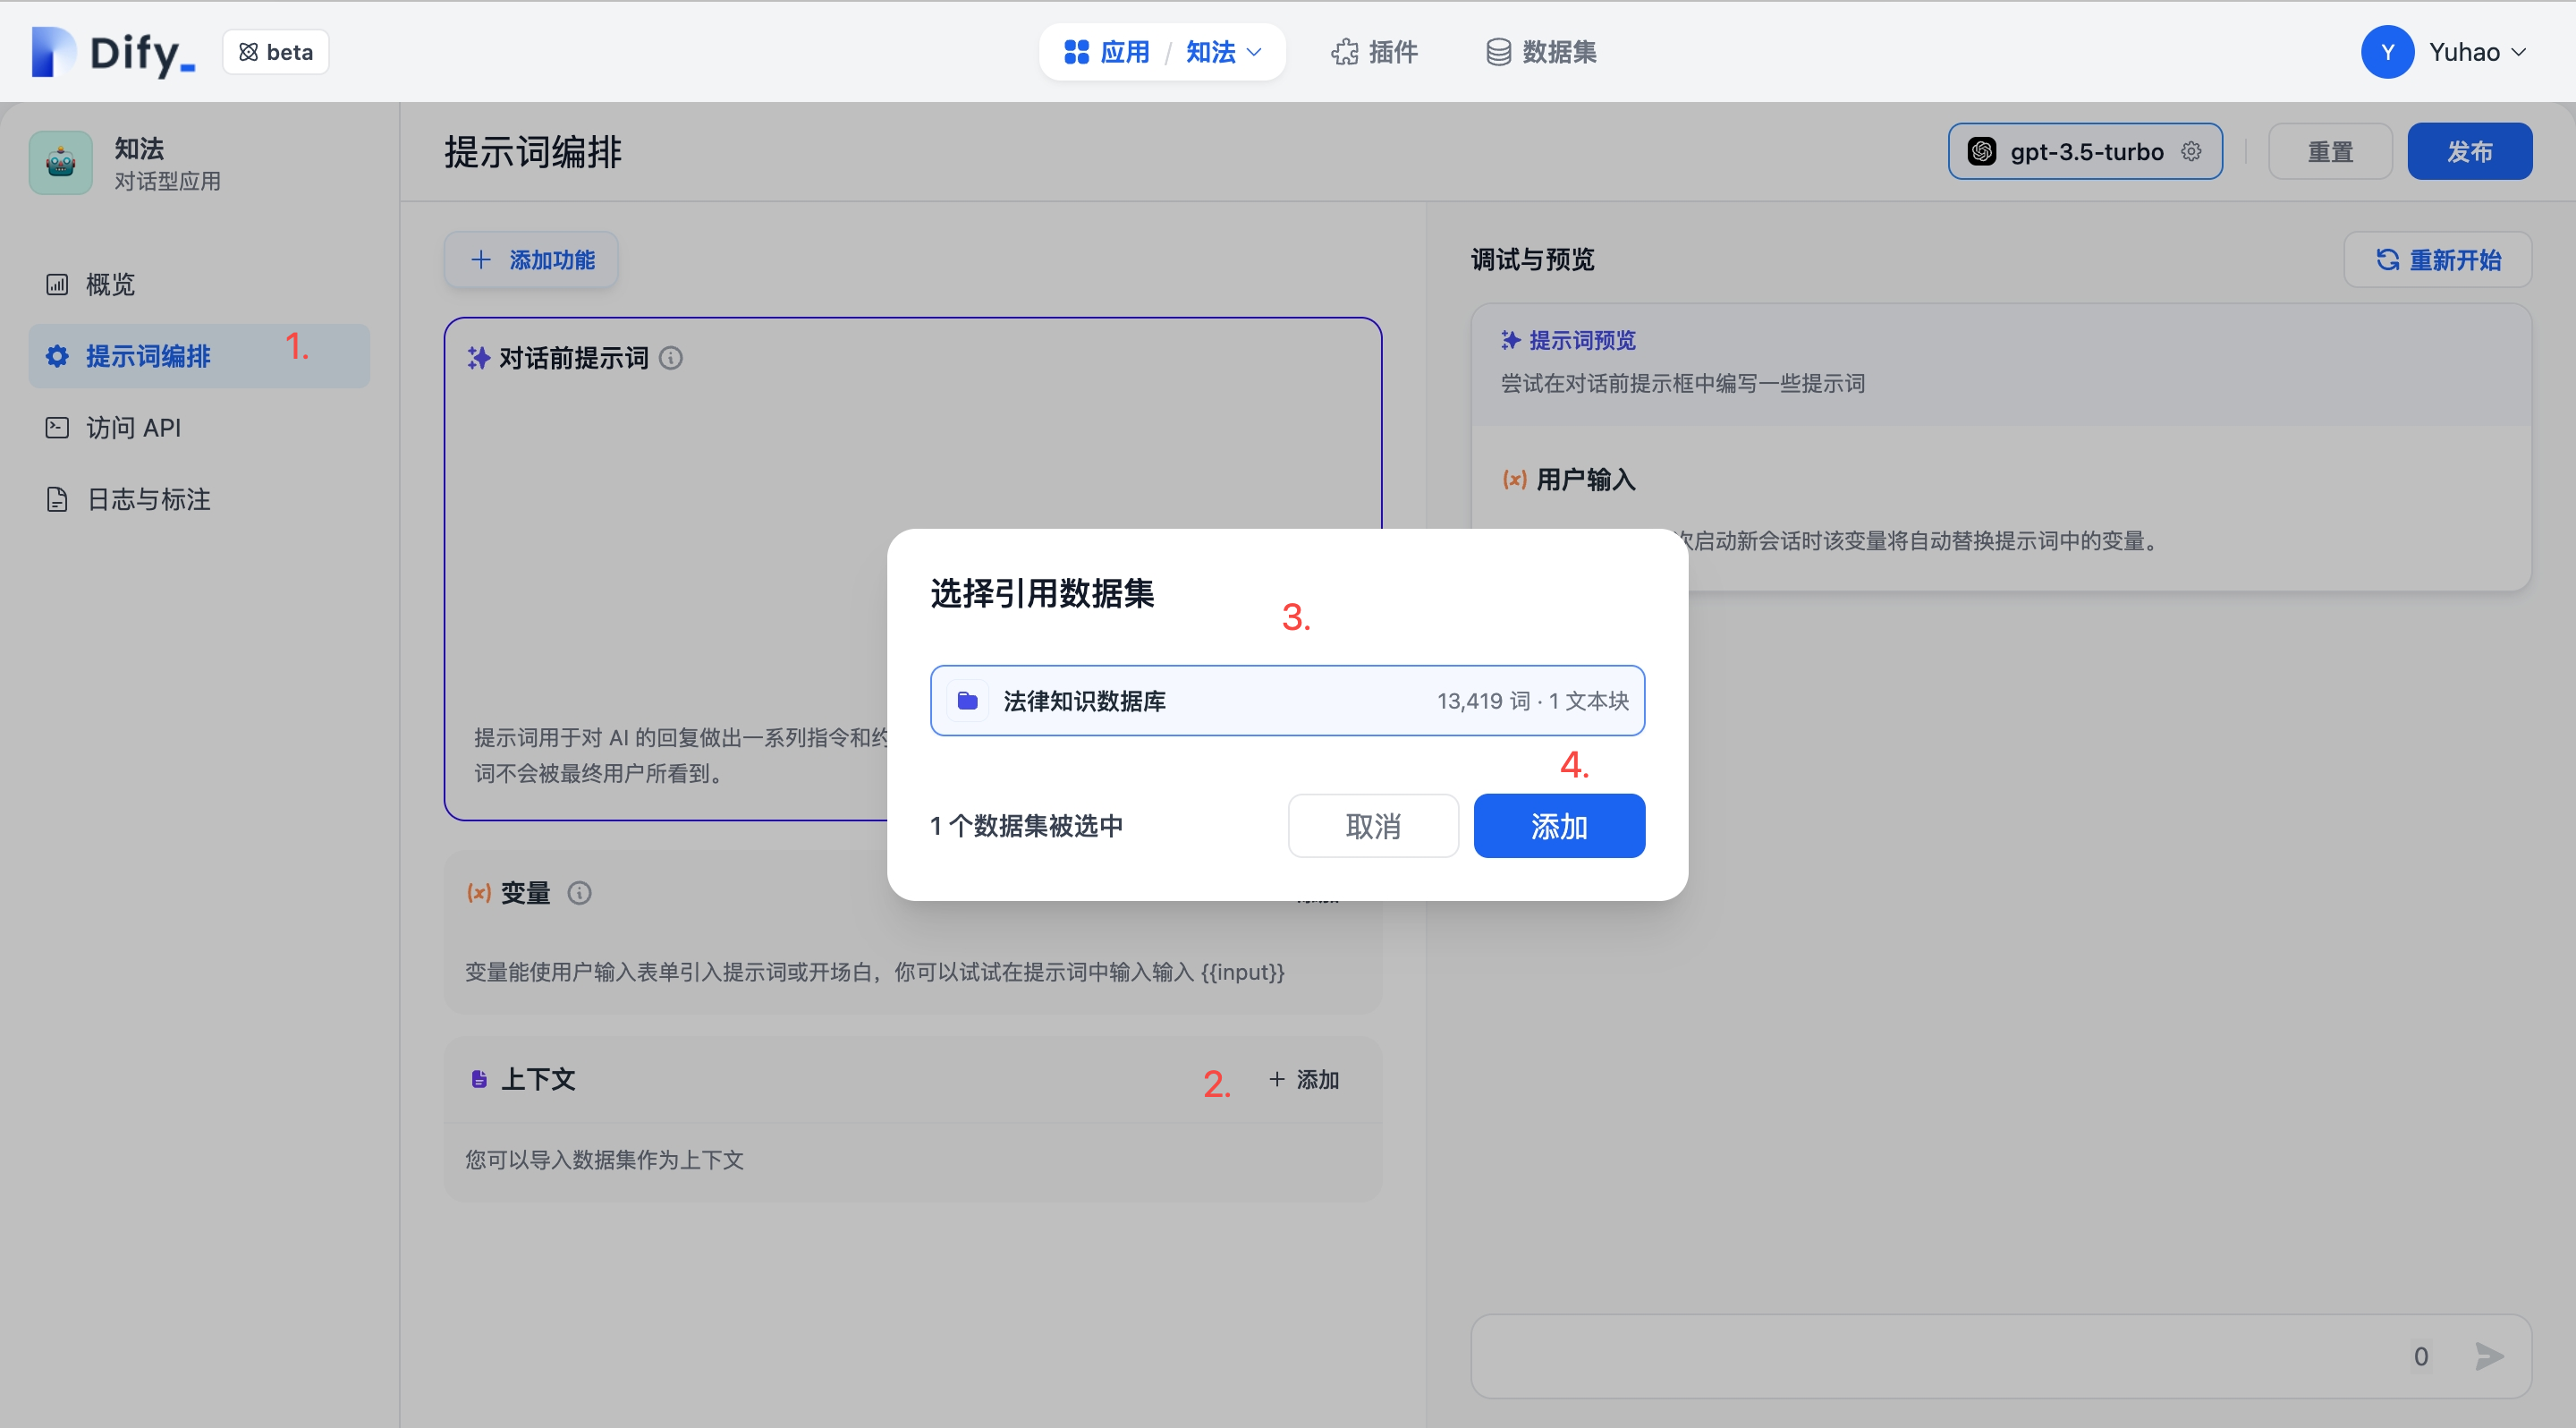 Dify_
beta
应用 / 知法
插件
数据集
Y
Yuhao
知法
对话型应用
概览
提示词编排
1.
访问 API
日志与标注
提示词编排
gpt-3.5-turbo
重置
发布
添加功能
对话前提示词
提示词用于对 AI 的回复做出一系列指令和约
词不会被最终用户所看到。
变量
变量能使用户输入表单引入提示词或开场白，你可以试试在提示词中输入输入 {{input}}
上下文
2.
+ 添加
您可以导入数据集作为上下文
调试与预览
重新开始
提示词预览
尝试在对话前提示框中编写一些提示词
用户输入
次启动新会话时该变量将自动替换提示词中的变量。
0
选择引用数据集
3.
法律知识数据库
13,419 词 · 1 文本块
4.
1 个数据集被选中
取消
添加